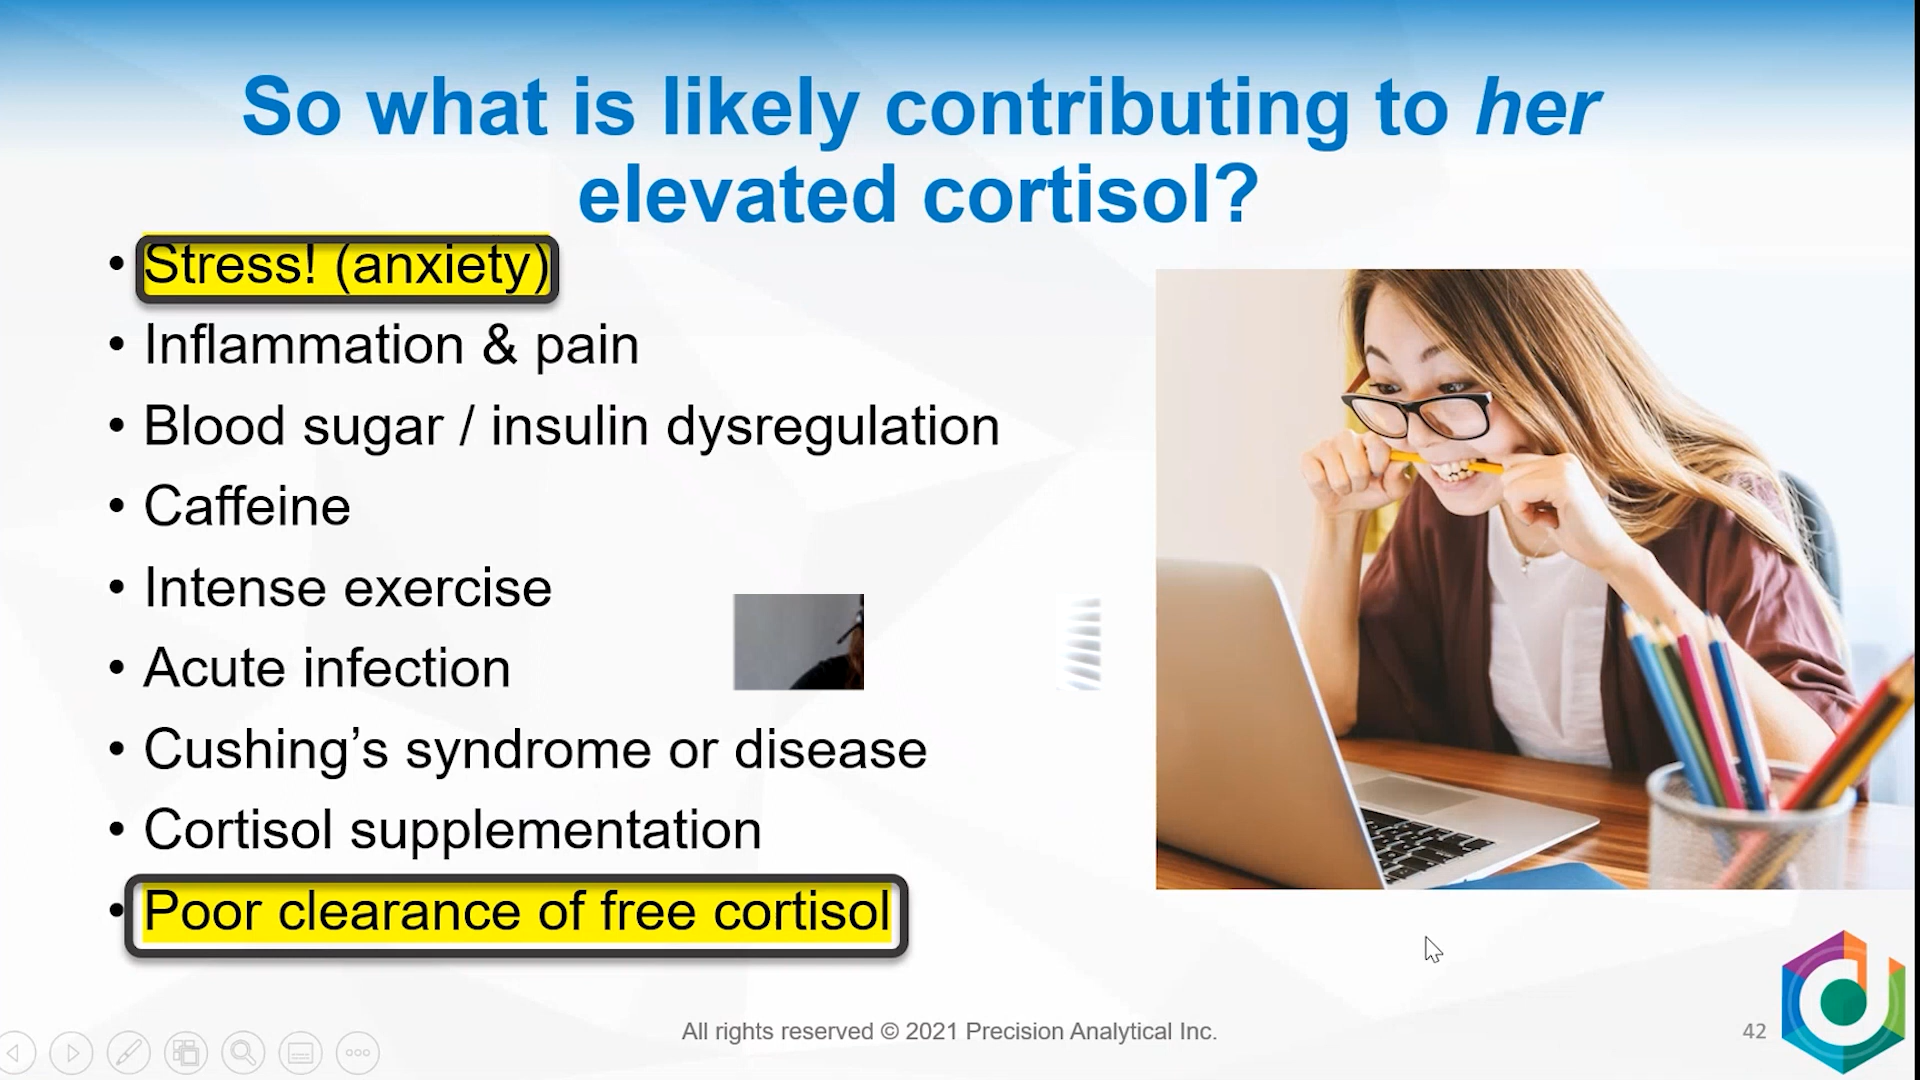 So what is likely contributing to her
elevated cortisol?
• Stress! (anxiety)
• Inflammation & pain
• Blood sugar / insulin dysregulation
• Caffeine
• Intense exercise
• Acute infection
• Cushing’s syndrome or disease
• Cortisol supplementation
• Poor clearance of free cortisol
All rights reserved © 2021 Precision Analytical Inc.
42